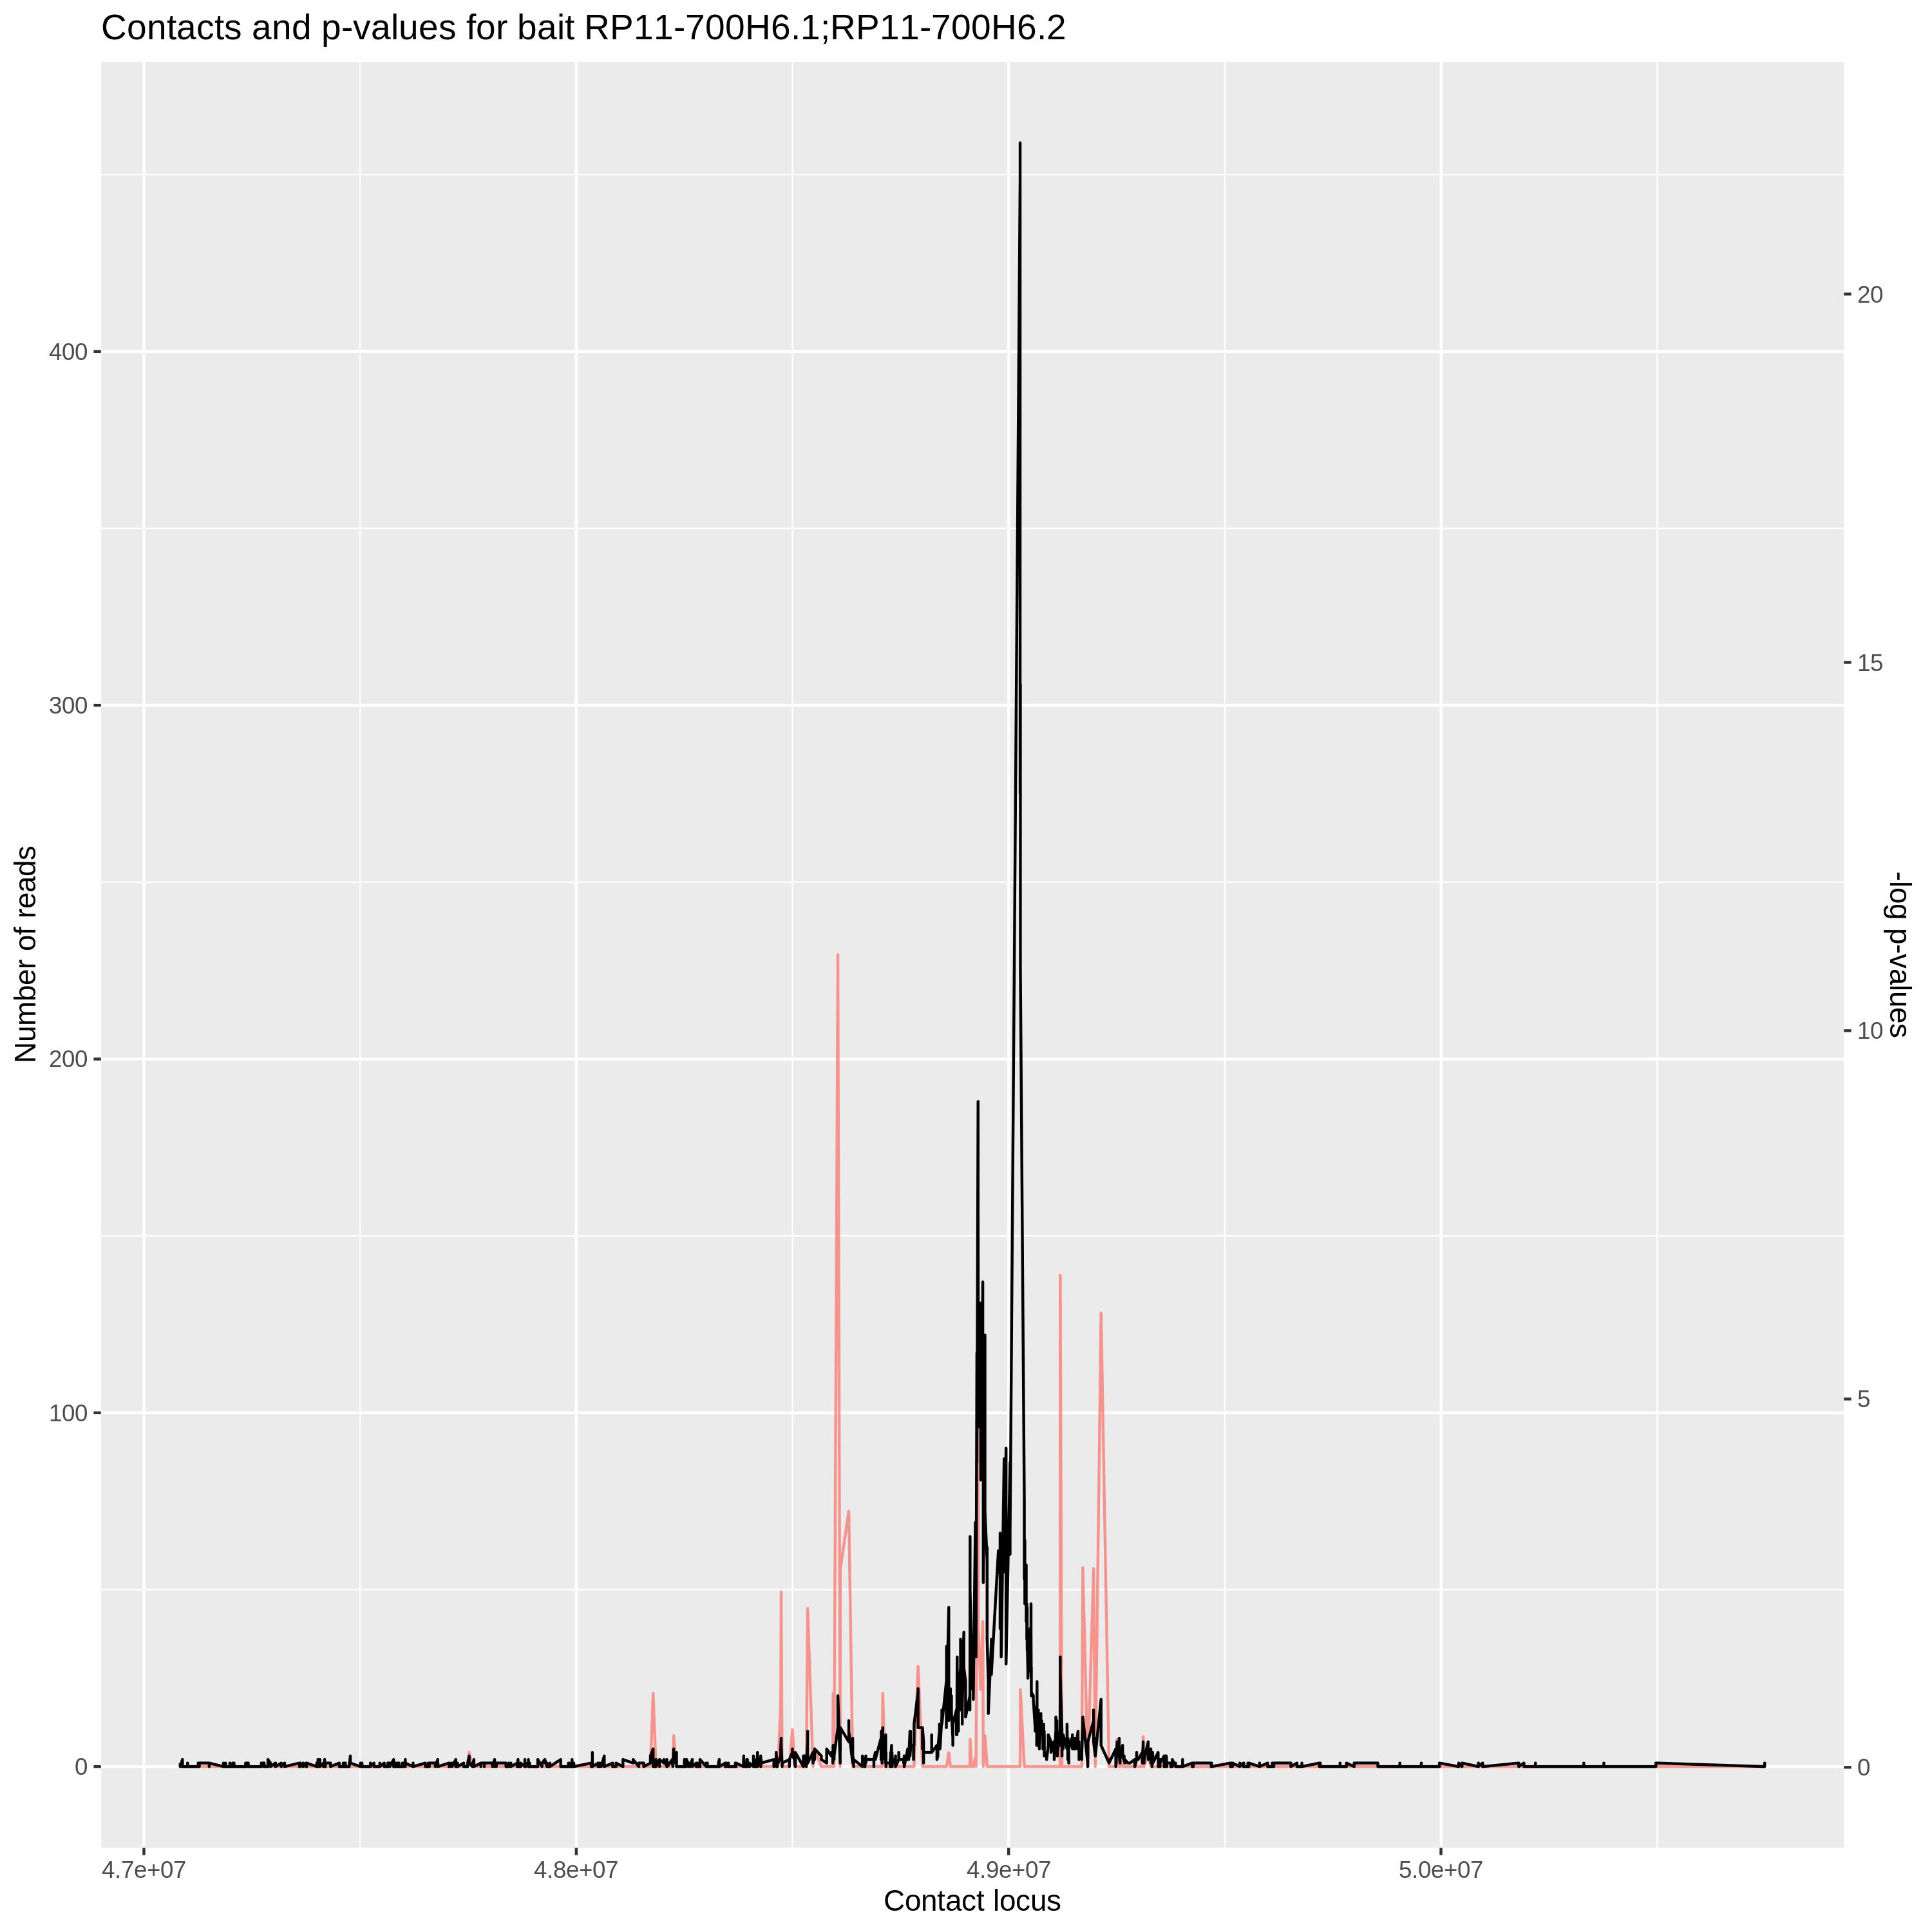 Contacts and p-values for bait RP11-700H6.1;RP11-700H6.2
Number of reads
400
300
200
100
0
20
15
10
5
0
-log p-values
4.7e+07 4.8e+07 4.9e+07 5.0e+07
Contact locus